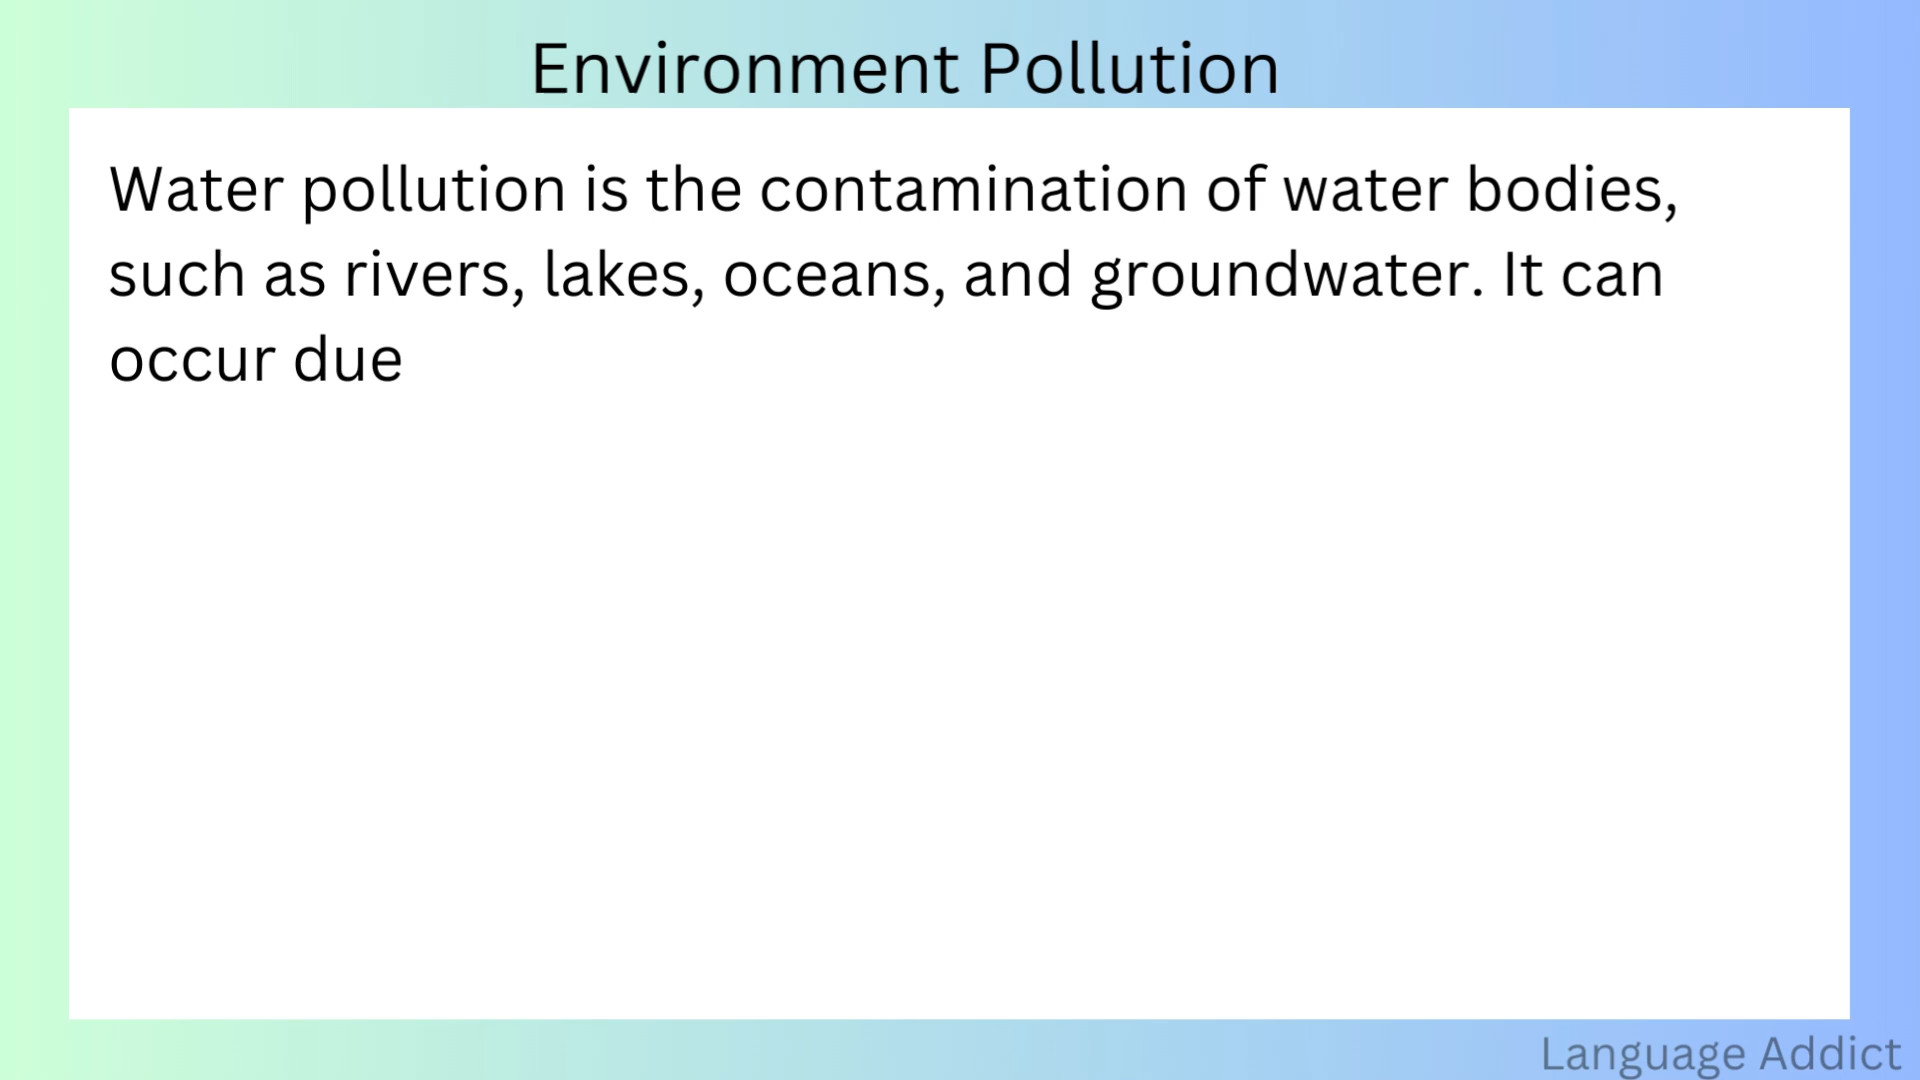 Environment Pollution
Water pollution is the contamination of water bodies,
such as rivers, lakes, oceans, and groundwater. It can
occur due
Language Addict